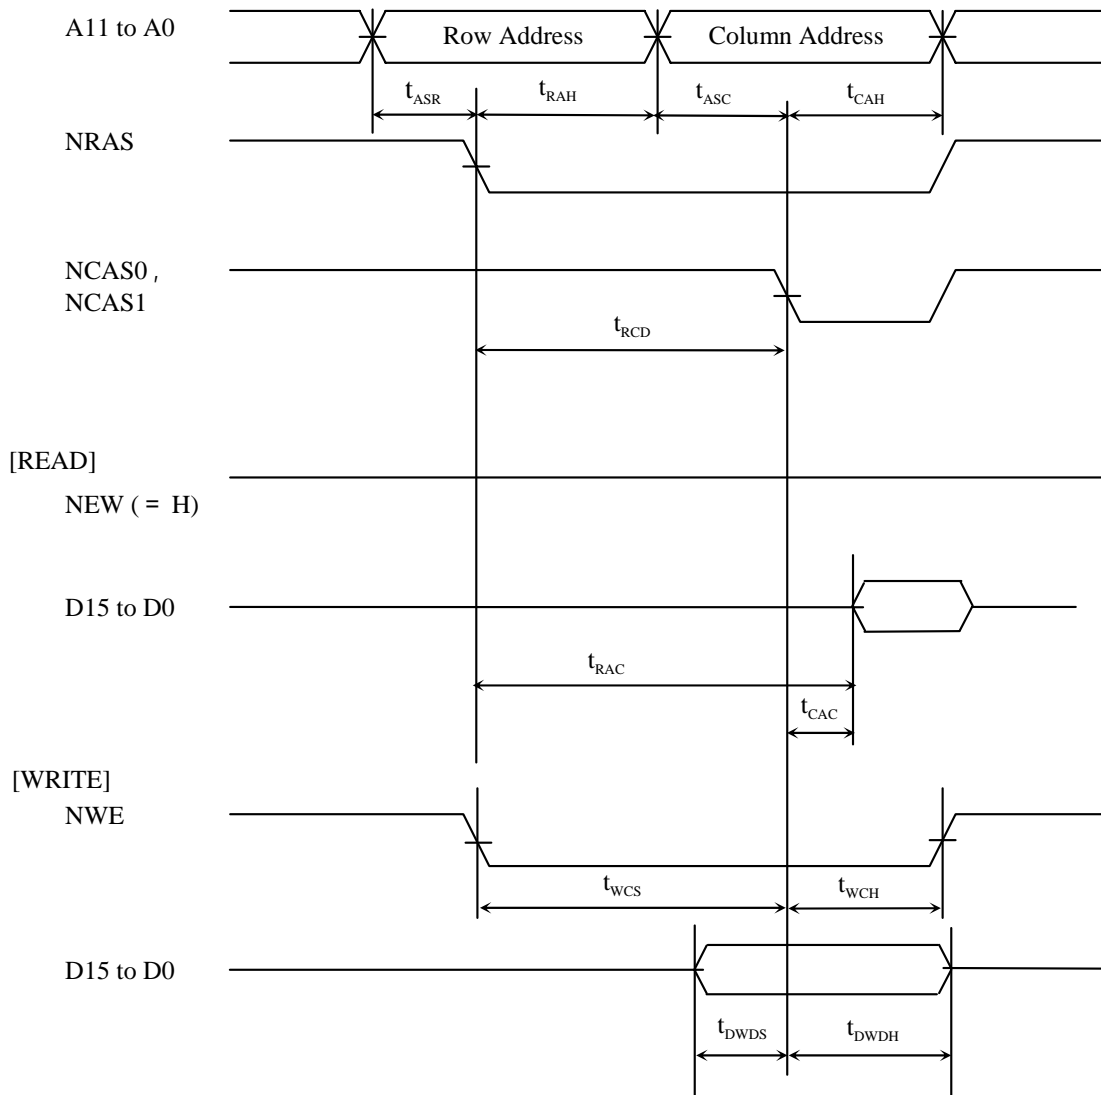 A11 to A0
Row Address
Column Address
tASR
tRAH
tASC
tCAH
NRAS
NCAS0 ,
NCAS1
tRCD
[READ]
NEW ( = H)
D15 to D0
tRAC
tCAC
[WRITE]
NWE
tWCS
tWCH
D15 to D0
tDWDS
tDWDH